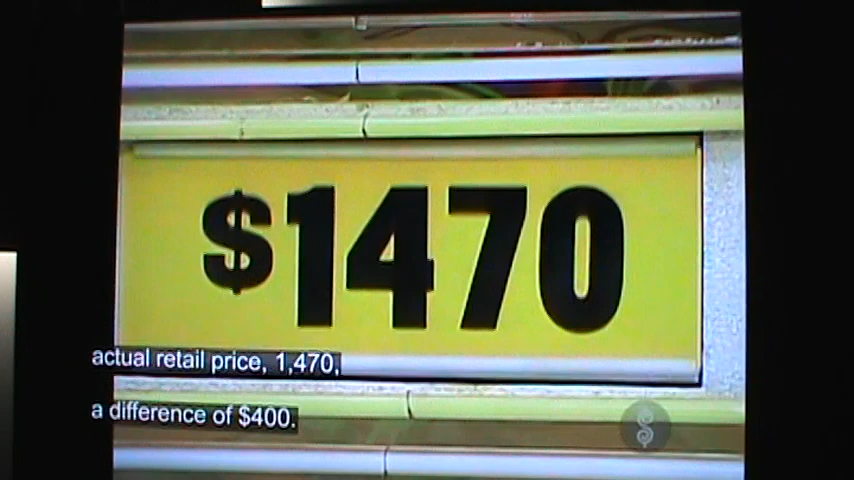 $1470
actual retail price, 1,470,
a difference of $400.